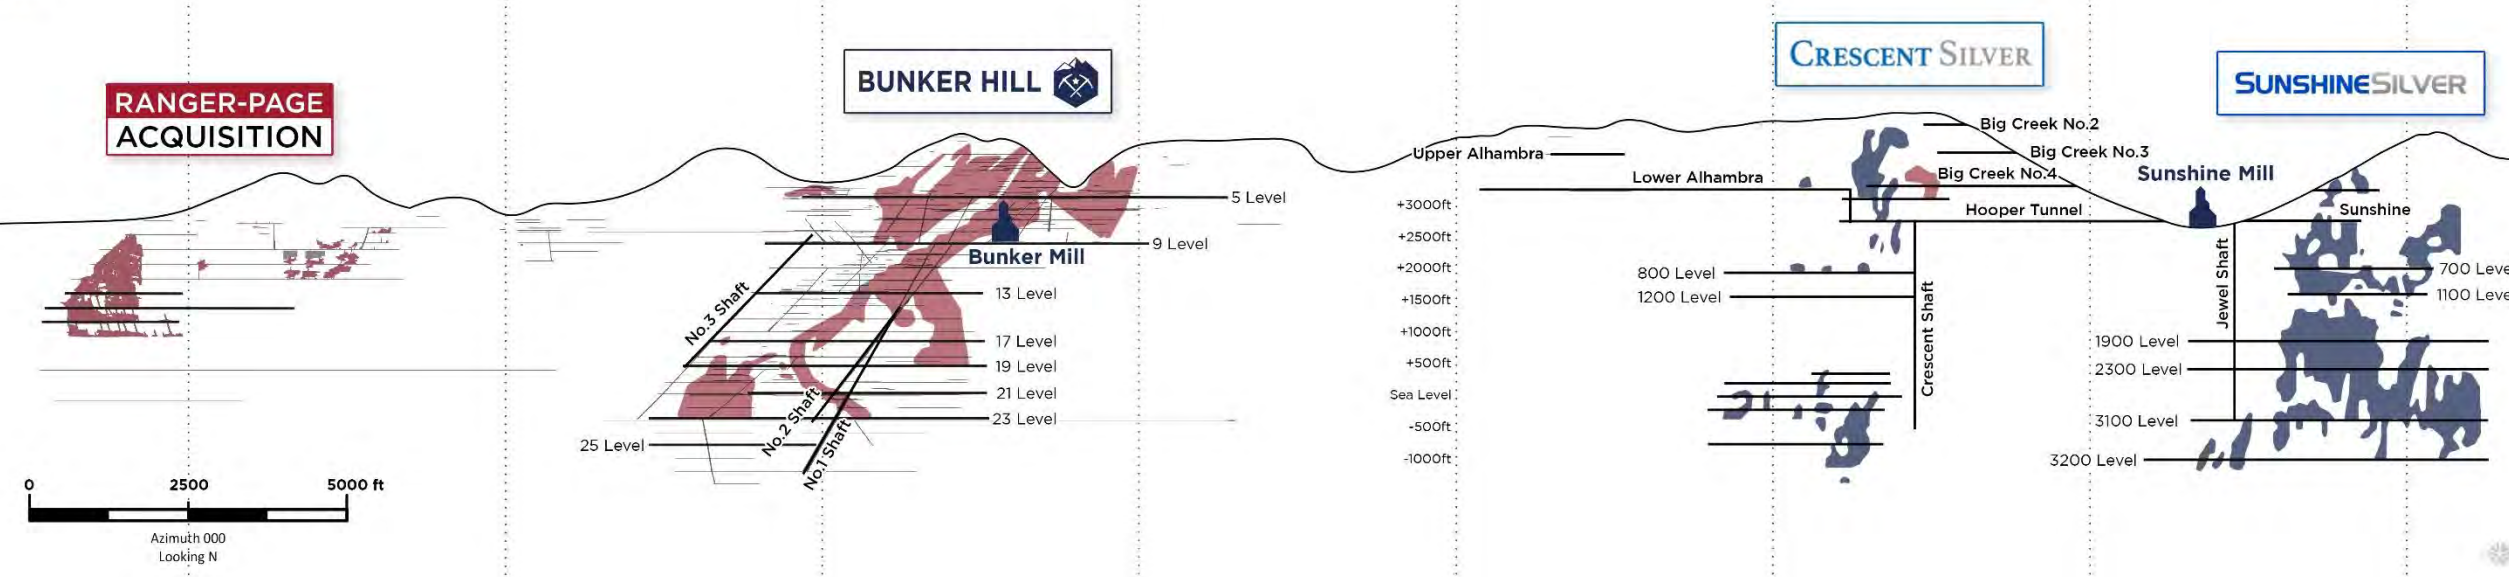 RANGER-PAGE
ACQUISITION
BUNKER HILL
CRESCENT SILVER
SUNSHINESILVER
Big Creek No.2
Upper Alhambra
Big Creek No.3
Lower Alhambra
Big Creek No.4
Sunshine Mill
5 Level
+3000ft
Hooper Tunnel
Sunshine
9 Level
+2500ft
Bunker Mill
+2000ft
800 Level
700 Leve
13 Level
+1500ft
1200 Level
1100 Leve
No.3 Shaft
Crescent Shaft
Jewel Shaft
+1000ft
17 Level
1900 Level
19 Level
+500ft
2300 Level
21 Level
Sea Level
No.2 Shaft
23 Level
-500ft
3100 Level
25 Level
No.1 Shaft
-1000ft
3200 Level
0 2500 5000 ft
Azimuth 000
Looking N